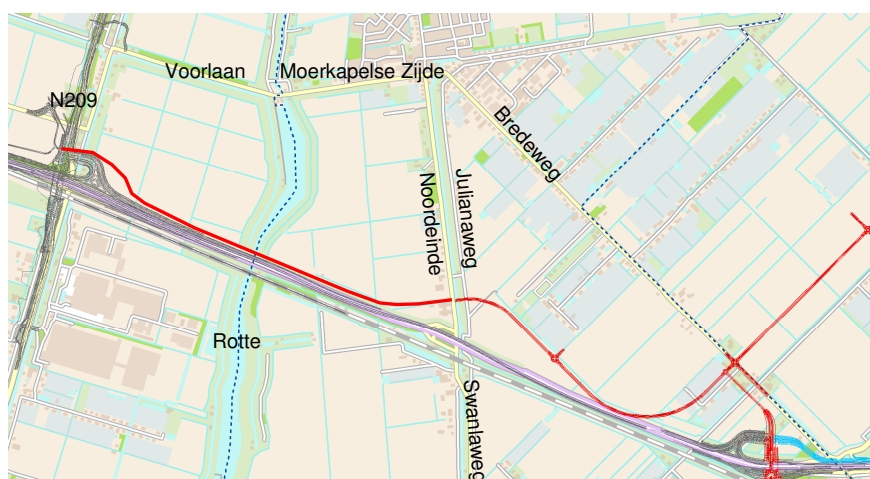 Voorlaan
Moerkapelse Zijde
N209
Bredeweg
Noordeinde
Julianaweg
Rotte
Swanlaweg